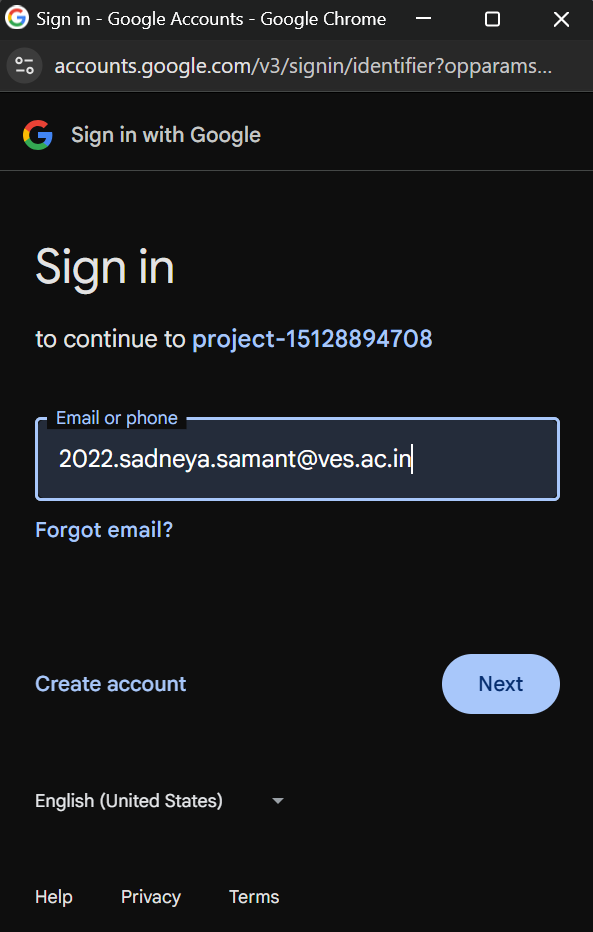 Sign in - Google Accounts - Google Chrome
accounts.google.com/v3/signin/identifier?opparams...
Sign in with Google
Sign in
to continue to project-15128894708
Email or phone
2022.sadneya.samant@ves.ac.in
Forgot email?
Create account
Next
English (United States)
Help Privacy Terms